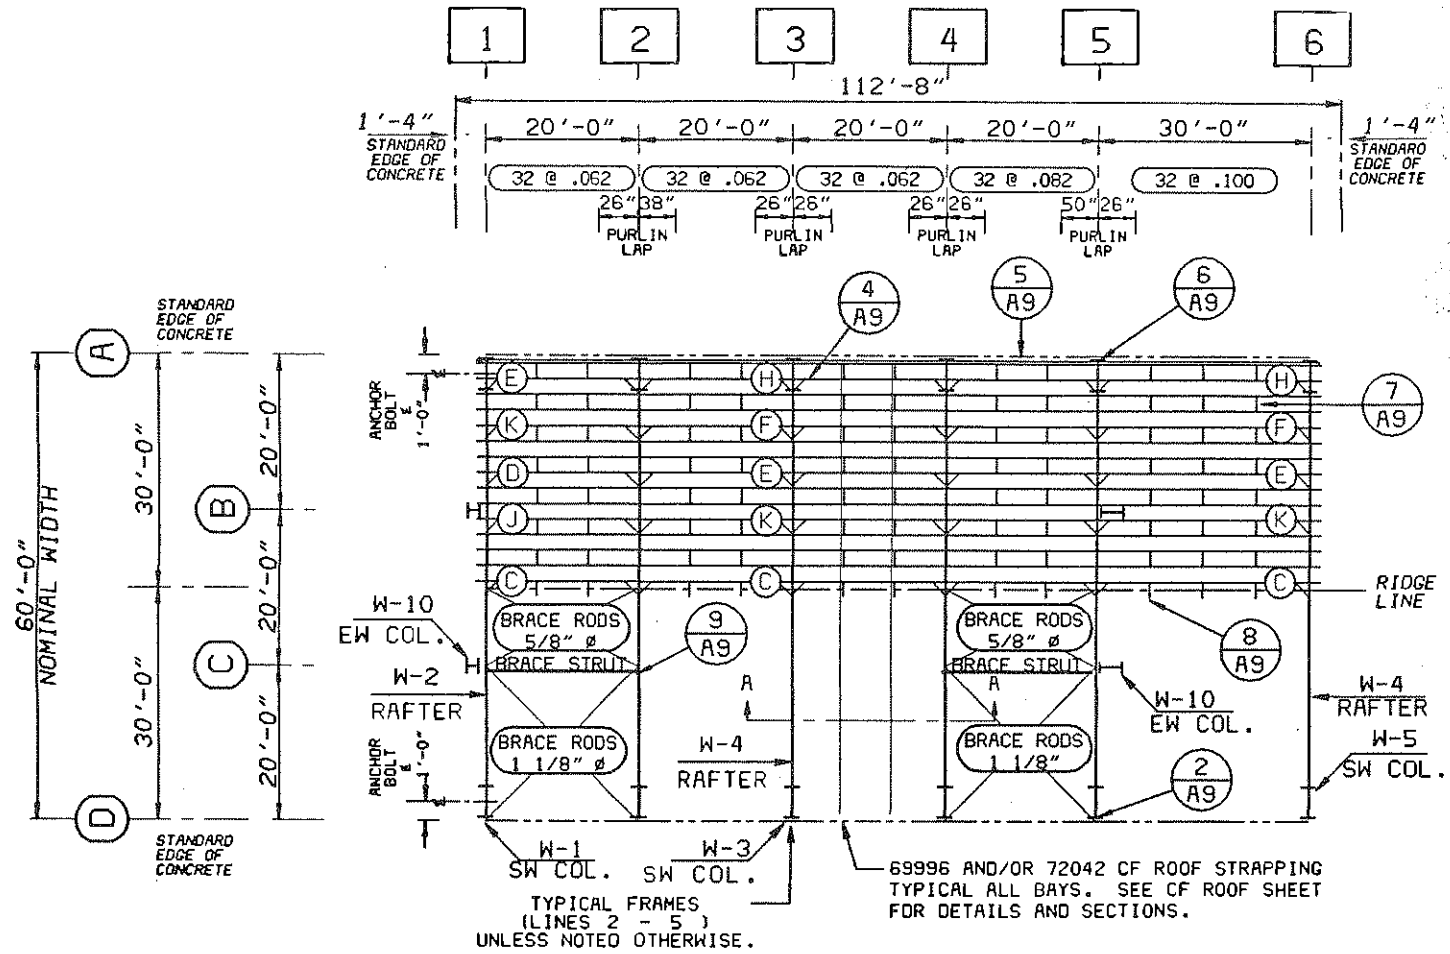 1 2 3 4 5 6
112'-8"
1'-4"
STANDARD
EDGE OF
CONCRETE
20'-0" 20'-0" 20'-0" 20'-0" 30'-0"
1'-4"
STANDARD
EDGE OF
CONCRETE
32 @ .062 32 @ .062 32 @ .062 32 @ .082 32 @ .100
26" 38" 26" 26" 26" 26" 50" 26"
PURLIN
LAP
PURLIN
LAP
PURLIN
LAP
PURLIN
LAP
4
A9
5
A9
6
A9
7
A9
STANDARD
EDGE OF
CONCRETE
A
B
C
D
60'-0"
NOMINAL WIDTH
30'-0"
30'-0"
20'-0"
20'-0"
20'-0"
ANCHOR
BOLT
℄
1'-0"
E H H
K F F
D E E
J K K
C C C
RIDGE
LINE
BRACE RODS
5/8" ø
BRACE STRUT
BRACE RODS
5/8" ø
BRACE STRUT
9
A9
8
A9
W-10
EW COL.
W-2
RAFTER
A A
W-10
EW COL.
W-4
RAFTER
W-5
SW COL.
BRACE RODS
1 1/8" ø
W-4
RAFTER
BRACE RODS
1 1/8"
2
A9
ANCHOR
BOLT
℄
1'-0"
STANDARD
EDGE OF
CONCRETE
W-1
SW COL.
W-3
SW COL.
TYPICAL FRAMES
(LINES 2 - 5 )
UNLESS NOTED OTHERWISE.
69996 AND/OR 72042 CF ROOF STRAPPING
TYPICAL ALL BAYS. SEE CF ROOF SHEET
FOR DETAILS AND SECTIONS.